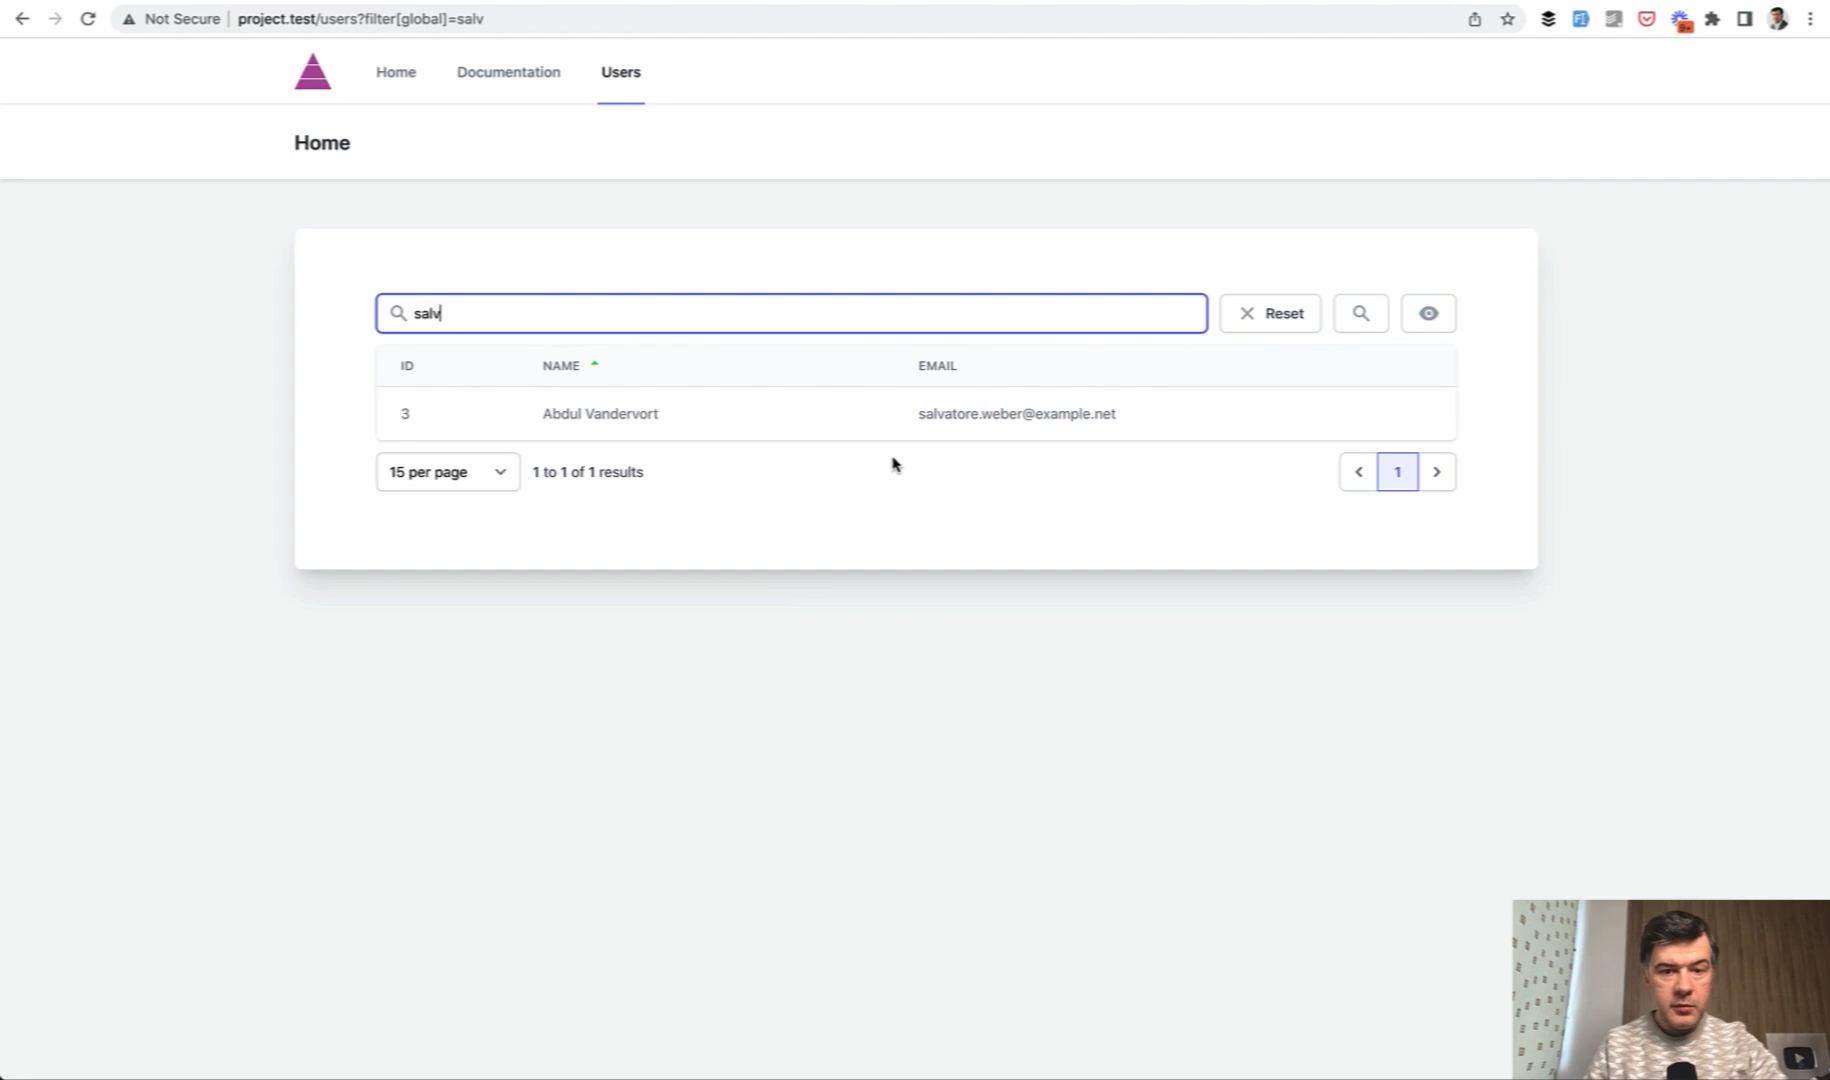 Not Secure project.test/users?filter[global]=salv
9+
Home Documentation Users
Home
salv
Reset
ID NAME EMAIL
3 Abdul Vandervort salvatore.weber@example.net
15 per page 1 to 1 of 1 results 1